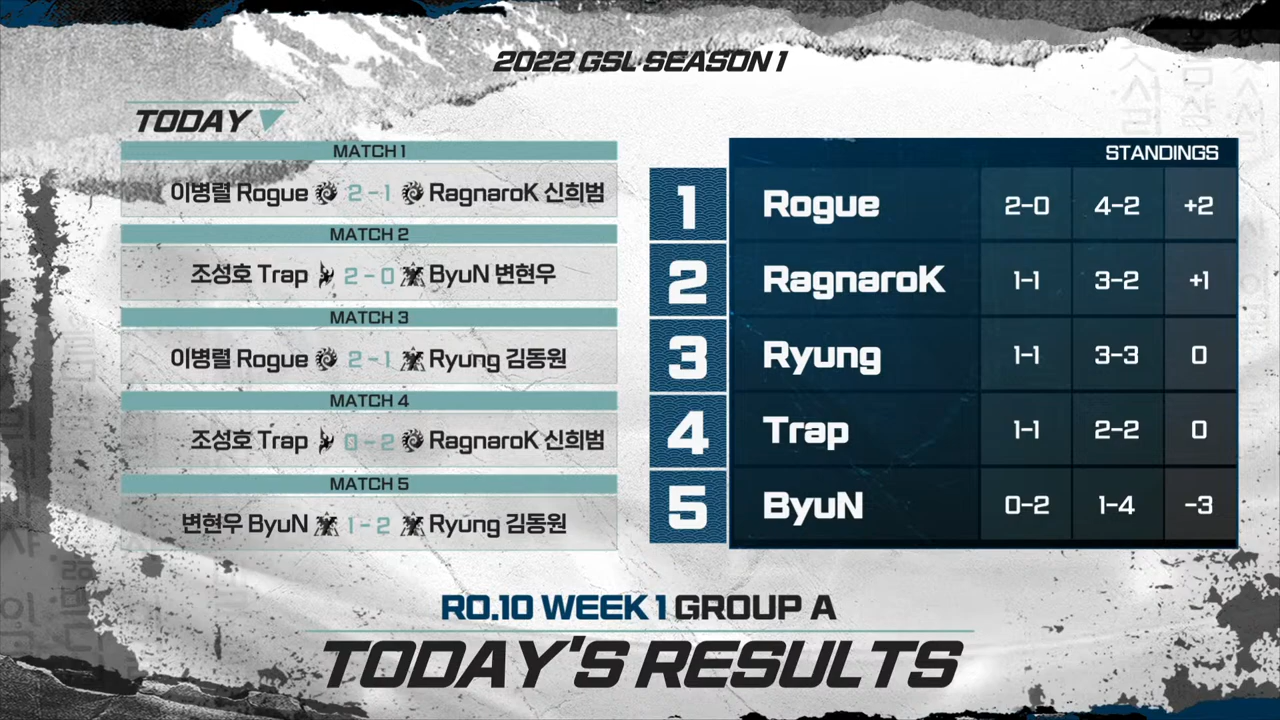 2022 GSL SEASON 1
TODAY
MATCH 1
이병렬 Rogue 2-1 RagnaroK 신희범
MATCH 2
조성호 Trap 2-0 ByuN 변현우
MATCH 3
이병렬 Rogue 2-1 Ryung 김동원
MATCH 4
조성호 Trap 0-2 RagnaroK 신희범
MATCH 5
변현우 ByuN 1-2 Ryung 김동원
STANDINGS
1 Rogue 2-0 4-2 +2
2 RagnaroK 1-1 3-2 +1
3 Ryung 1-1 3-3 0
4 Trap 1-1 2-2 0
5 ByuN 0-2 1-4 -3
RO.10 WEEK 1 GROUP A
TODAY'S RESULTS